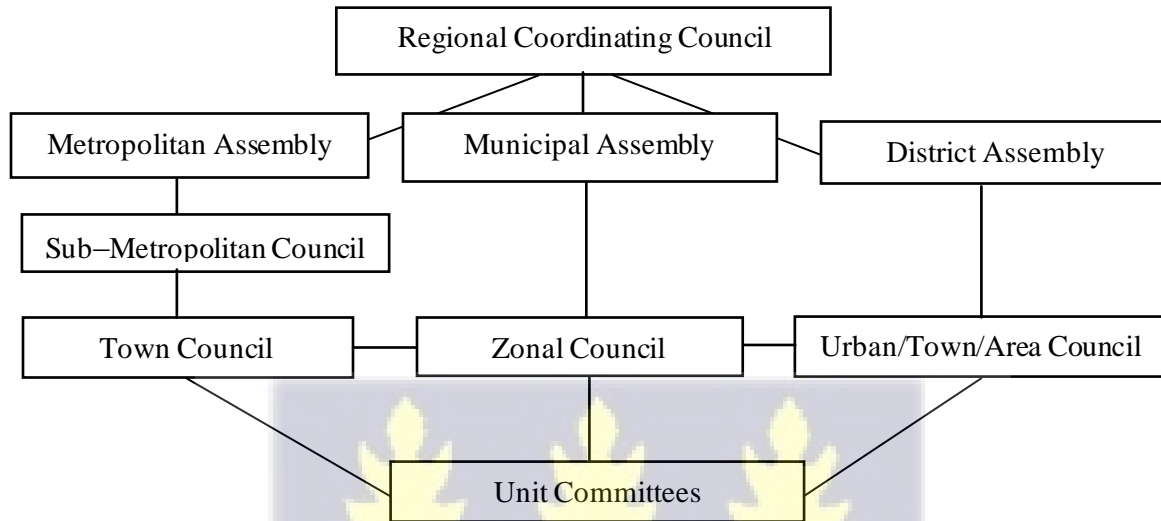 Regional Coordinating Council
Metropolitan Assembly
Municipal Assembly
District Assembly
Sub–Metropolitan Council
Town Council
Zonal Council
Urban/Town/Area Council
Unit Committees